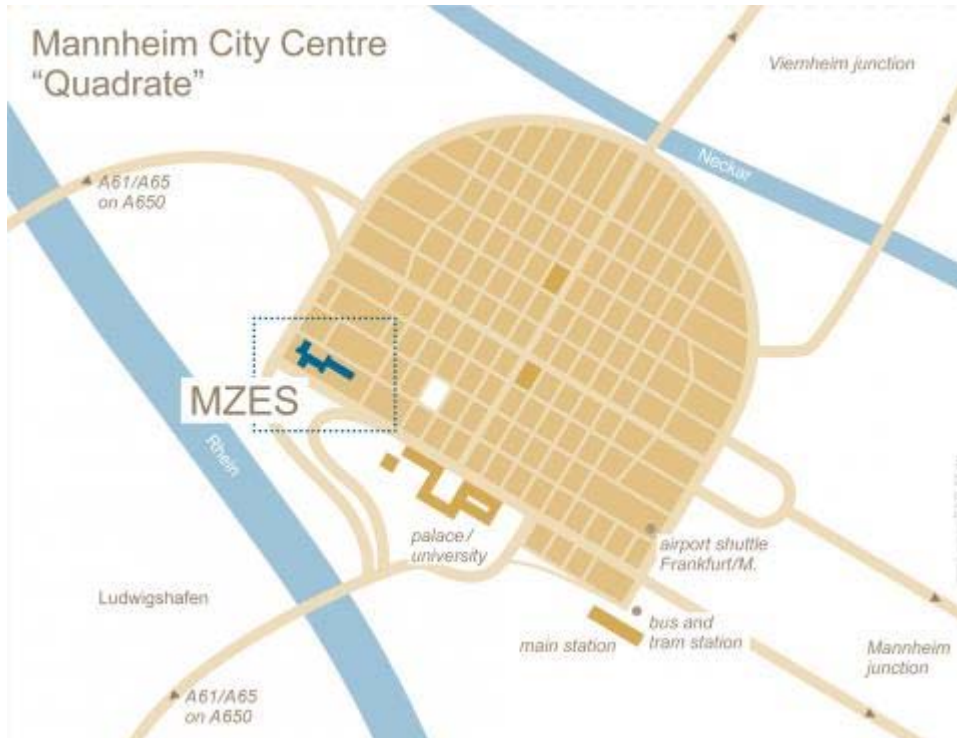 Mannheim City Centre
“Quadrate”
Viernheim junction
Neckar
A61/A65
on A650
MZES
Rhein
palace/
university
airport shuttle
Frankfurt/M.
Ludwigshafen
bus and
tram station
main station
Mannheim
junction
A61/A65
on A650